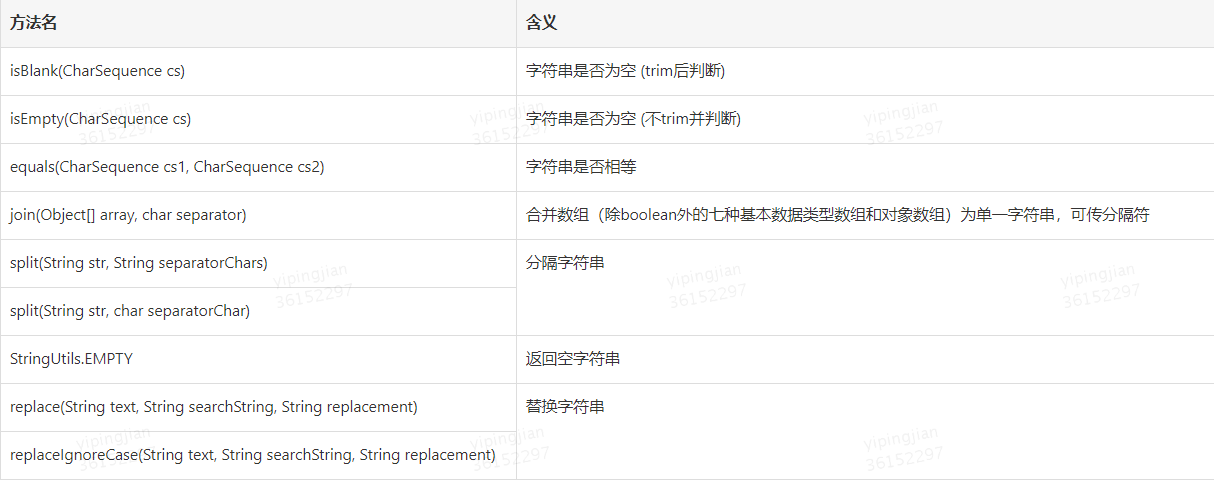 方法名 含义
isBlank(CharSequence cs) 字符串是否为空 (trim后判断)
isEmpty(CharSequence cs) 字符串是否为空 (不trim并判断)
equals(CharSequence cs1, CharSequence cs2) 字符串是否相等
join(Object[] array, char separator) 合并数组（除boolean外的七种基本数据类型数组和对象数组）为单一字符串，可传分隔符
split(String str, String separatorChars) 分隔字符串
split(String str, char separatorChar)
StringUtils.EMPTY 返回空字符串
replace(String text, String searchString, String replacement) 替换字符串
replaceIgnoreCase(String text, String searchString, String replacement)
yipingjian
36152297
yipingjian
36152297
yipingjian
36152297
yipingjian
36152297
yipingjian
36152297
yipingjian
36152297
yipingjian
36152297
yipingjian
36152297
yipingjian
36152297